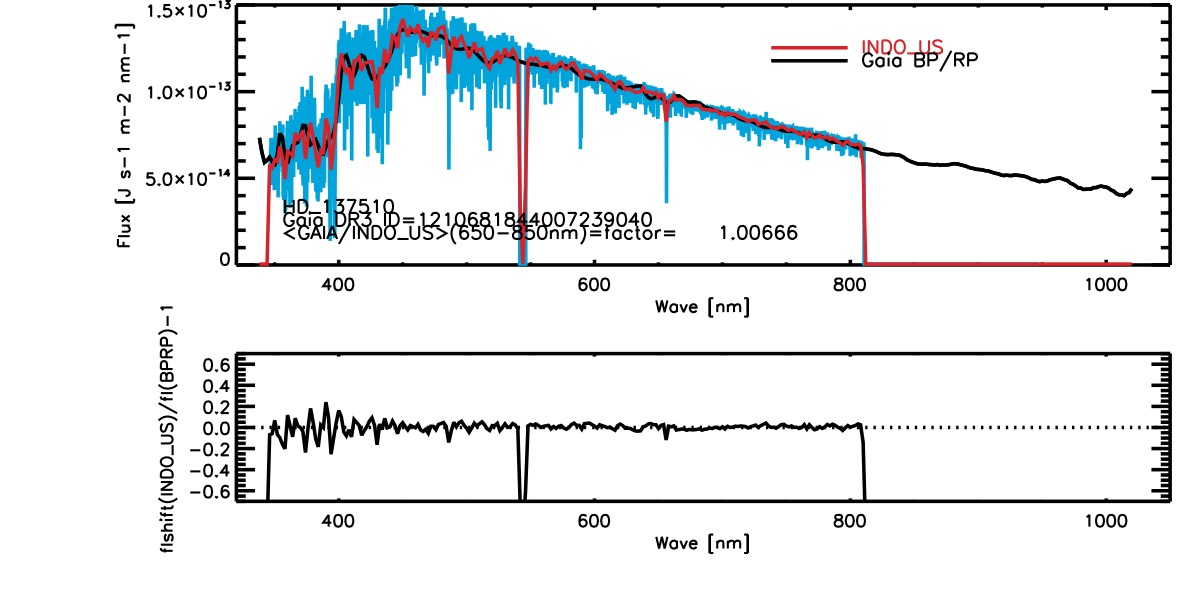 1.5×10−13
1.0×10−13
5.0×10−14
0
Flux [J s−1 m−2 nm−1]
INDO_US
Gaia BP/RP
HD_137510
Gaia DR3 ID=1210681844007239040
<GAIA/INDO_US>(650−850nm)=factor= 1.00666
400 600 800 1000
Wave [nm]
flshift(INDO_US)/fl(BPRP)−1
0.6
0.4
0.2
0.0
−0.2
−0.4
−0.6
400 600 800 1000
Wave [nm]